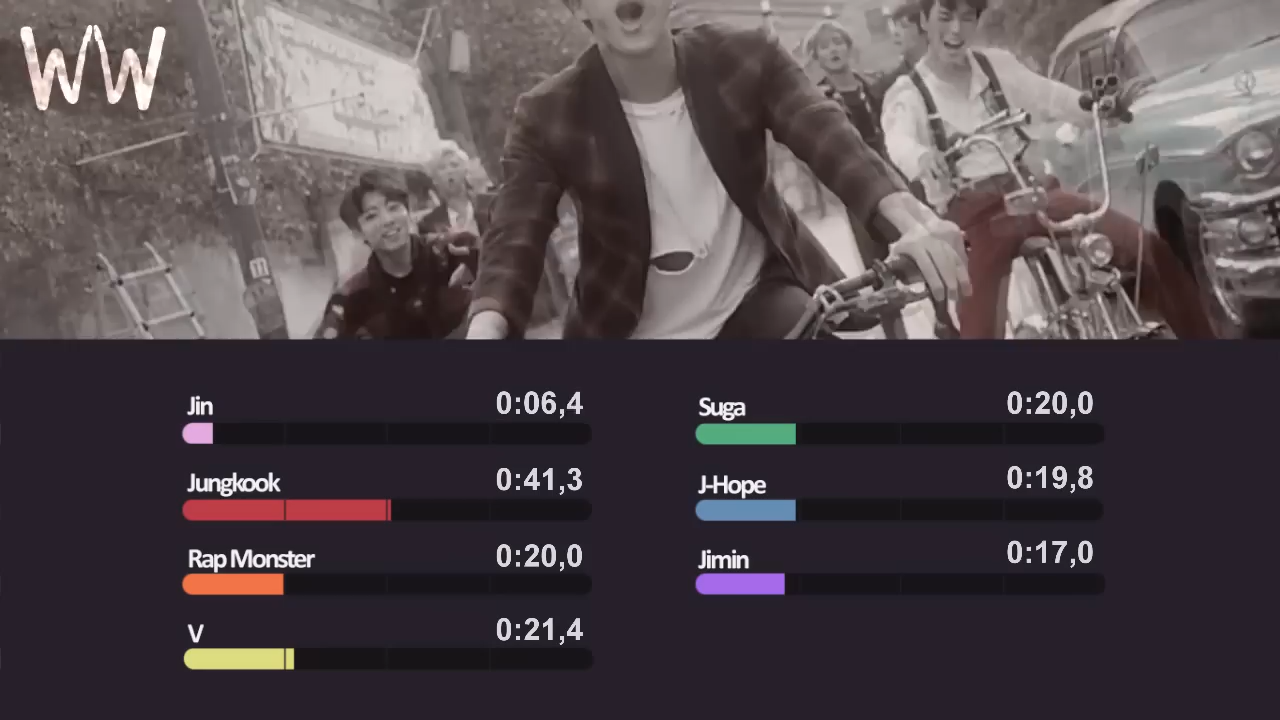 WW
Jin 0:06,4
Jungkook 0:41,3
Rap Monster 0:20,0
V 0:21,4
Suga 0:20,0
J-Hope 0:19,8
Jimin 0:17,0